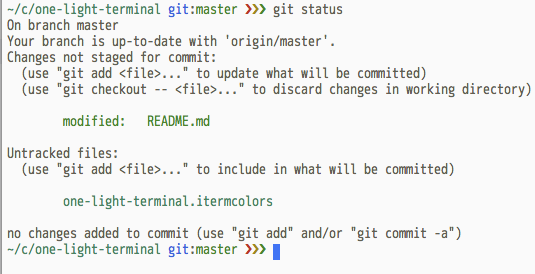 ~/c/one-light-terminal git:master ❯❯❯ git status
On branch master
Your branch is up-to-date with 'origin/master'.
Changes not staged for commit:
  (use "git add <file>..." to update what will be committed)
  (use "git checkout -- <file>..." to discard changes in working directory)

        modified:   README.md

Untracked files:
  (use "git add <file>..." to include in what will be committed)

        one-light-terminal.itermcolors

no changes added to commit (use "git add" and/or "git commit -a")
~/c/one-light-terminal git:master ❯❯❯